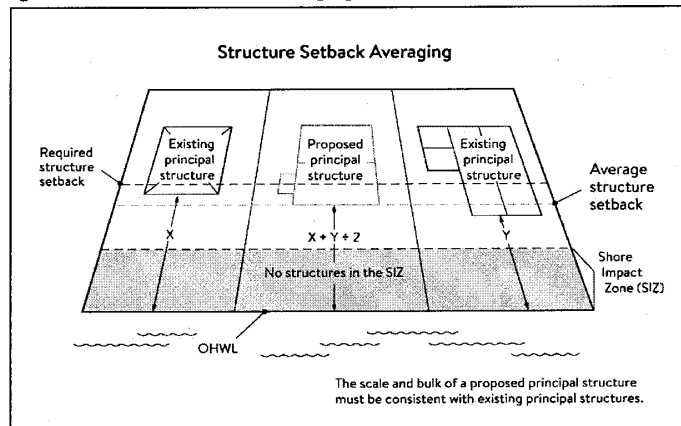 Structure Setback Averaging
Required
structure
setback
Existing
principal
structure
Proposed
principal
structure
Existing
principal
structure
Average
structure
setback
X
X + Y ÷ 2
Y
No structures in the SIZ
Shore
Impact
Zone (SIZ)
OHWL
The scale and bulk of a proposed principal structure
must be consistent with existing principal structures.